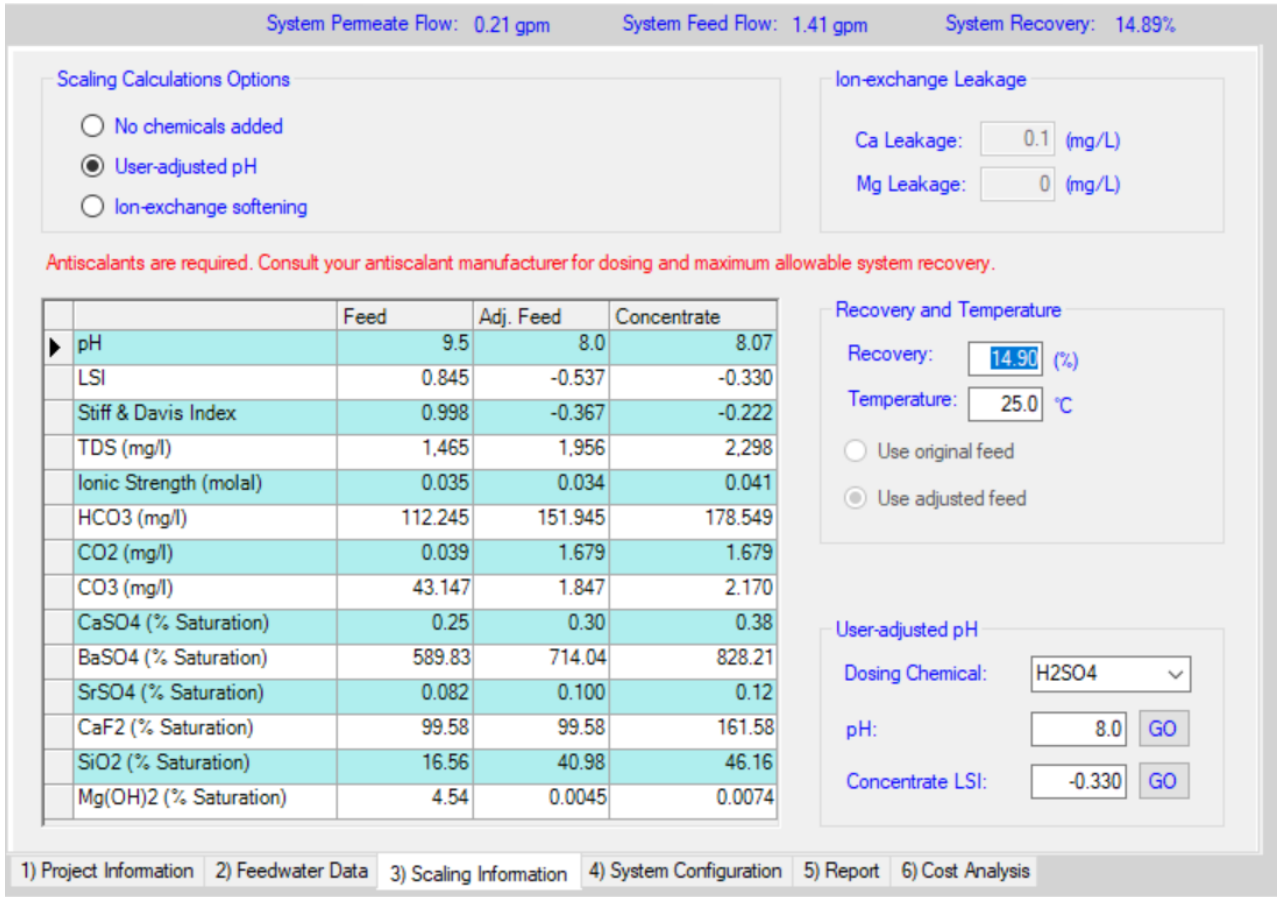 System Permeate Flow: 0.21 gpm System Feed Flow: 1.41 gpm System Recovery: 14.89%
Scaling Calculations Options
No chemicals added
User-adjusted pH
Ion-exchange softening
Ion-exchange Leakage
Ca Leakage: 0.1 (mg/L)
Mg Leakage: 0 (mg/L)
Antiscalants are required. Consult your antiscalant manufacturer for dosing and maximum allowable system recovery.
Feed Adj. Feed Concentrate
pH 9.5 8.0 8.07
LSI 0.845 -0.537 -0.330
Stiff & Davis Index 0.998 -0.367 -0.222
TDS (mg/l) 1,465 1,956 2,298
Ionic Strength (molal) 0.035 0.034 0.041
HCO3 (mg/l) 112.245 151.945 178.549
CO2 (mg/l) 0.039 1.679 1.679
CO3 (mg/l) 43.147 1.847 2.170
CaSO4 (% Saturation) 0.25 0.30 0.38
BaSO4 (% Saturation) 589.83 714.04 828.21
SrSO4 (% Saturation) 0.082 0.100 0.12
CaF2 (% Saturation) 99.58 99.58 161.58
SiO2 (% Saturation) 16.56 40.98 46.16
Mg(OH)2 (% Saturation) 4.54 0.0045 0.0074
Recovery and Temperature
Recovery: 14.90 (%)
Temperature: 25.0 °C
Use original feed
Use adjusted feed
User-adjusted pH
Dosing Chemical: H2SO4
pH: 8.0 GO
Concentrate LSI: -0.330 GO
1) Project Information 2) Feedwater Data 3) Scaling Information 4) System Configuration 5) Report 6) Cost Analysis